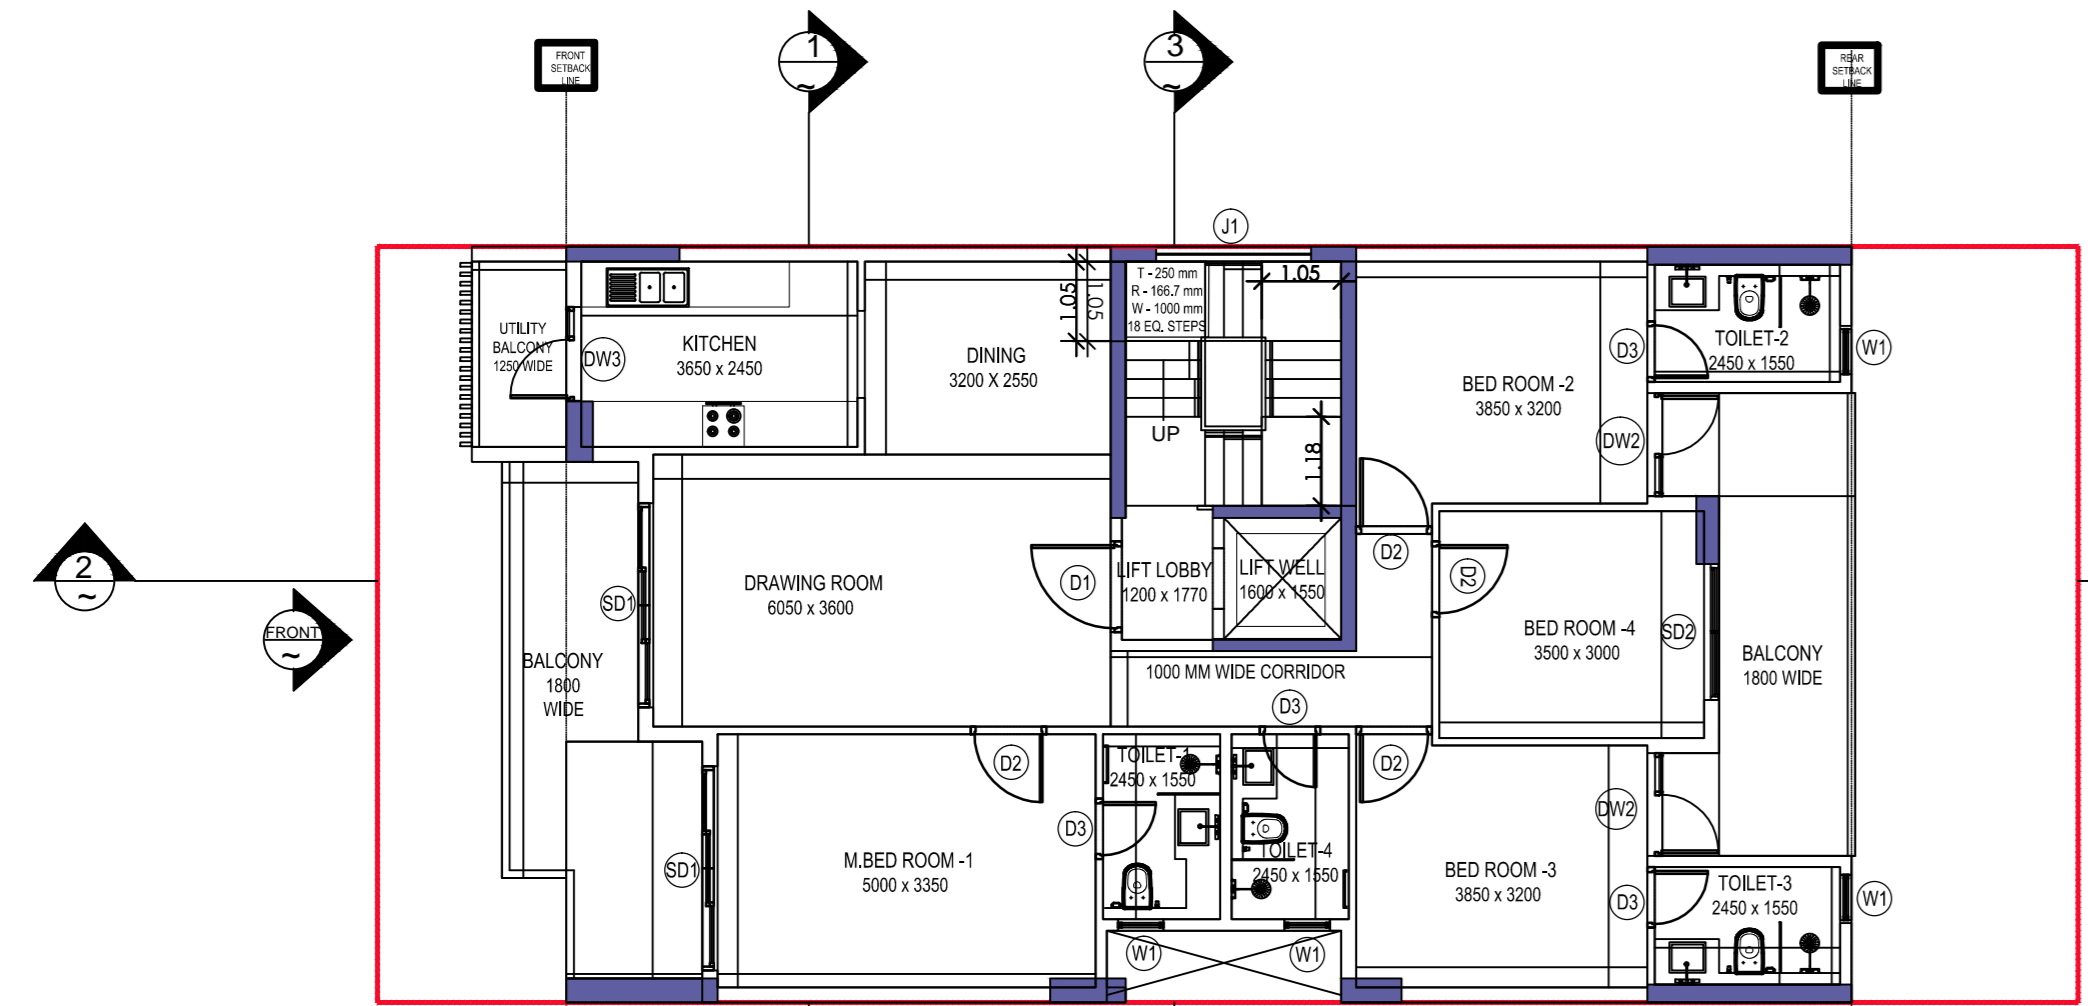 FRONT
SETBACK
LINE
1
~
3
~
REAR
SETBACK
LINE
J1
T - 250 mm
R - 166.7 mm
W - 1000 mm
18 EQ. STEPS
1.05
1.05
1.05
1.18
UP
UTILITY
BALCONY
1250 WIDE
DW3
KITCHEN
3650 x 2450
DINING
3200 X 2550
BED ROOM -2
3850 x 3200
D3
TOILET-2
2450 x 1550
W1
DW2
2
~
FRONT
~
SD1
DRAWING ROOM
6050 x 3600
D1
LIFT LOBBY
1200 x 1770
LIFT WELL
1600 x 1550
D2
D2
BED ROOM -4
3500 x 3000
SD2
BALCONY
1800 WIDE
BALCONY
1800
WIDE
1000 MM WIDE CORRIDOR
D3
D2
TOILET-1
2450 x 1550
D2
DW2
D3
SD1
M.BED ROOM -1
5000 x 3350
TOILET-4
2450 x 1550
BED ROOM -3
3850 x 3200
D3
TOILET-3
2450 x 1550
W1
W1
W1